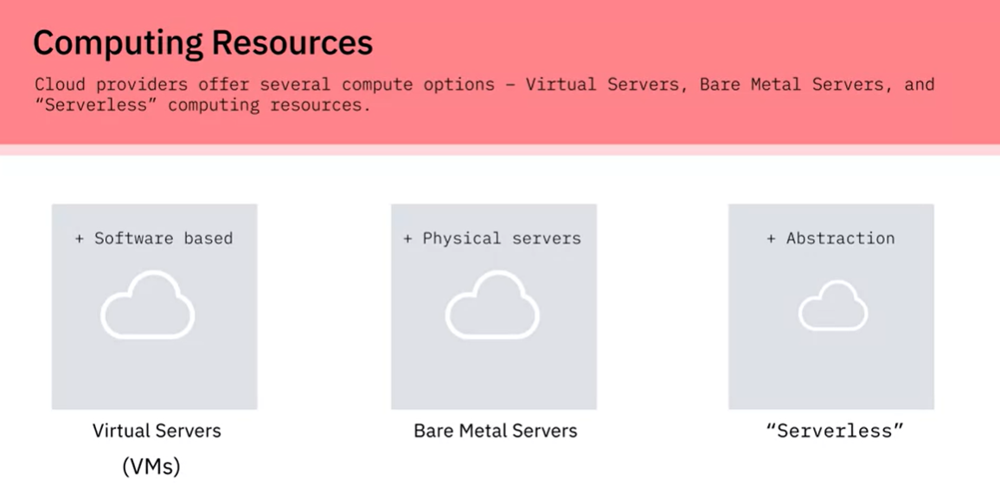 Computing Resources
Cloud providers offer several compute options – Virtual Servers, Bare Metal Servers, and
“Serverless” computing resources.
+ Software based
+ Physical servers
+ Abstraction
Virtual Servers
(VMs)
Bare Metal Servers
“Serverless”